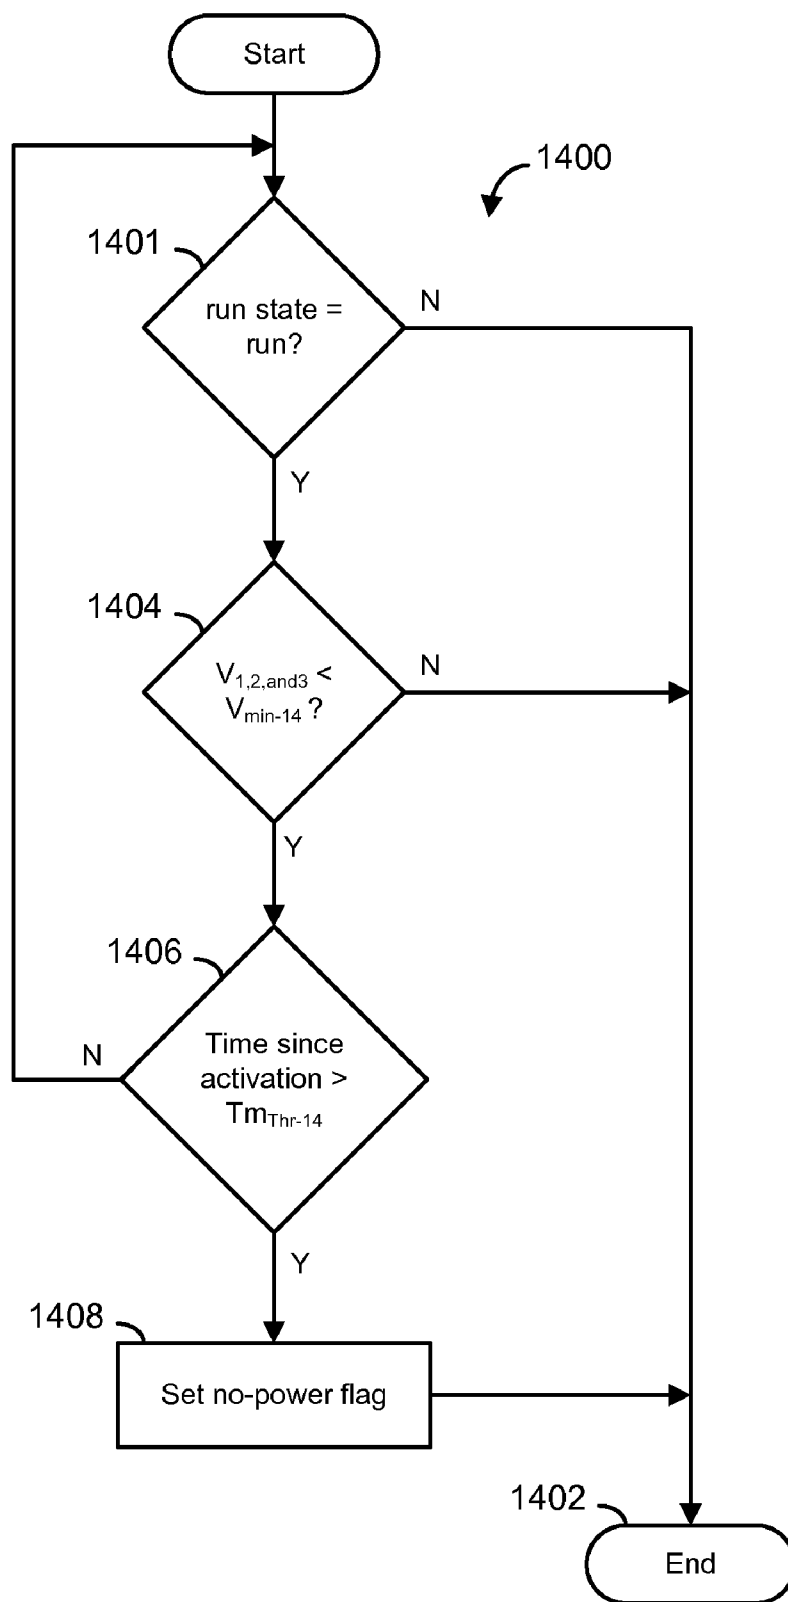 Start
1400
1401
run state =
run?
N
Y
1404
V1,2,and3 <
Vmin-14 ?
N
Y
1406
Time since
activation >
TmThr-14
N
Y
1408
Set no-power flag
1402
End